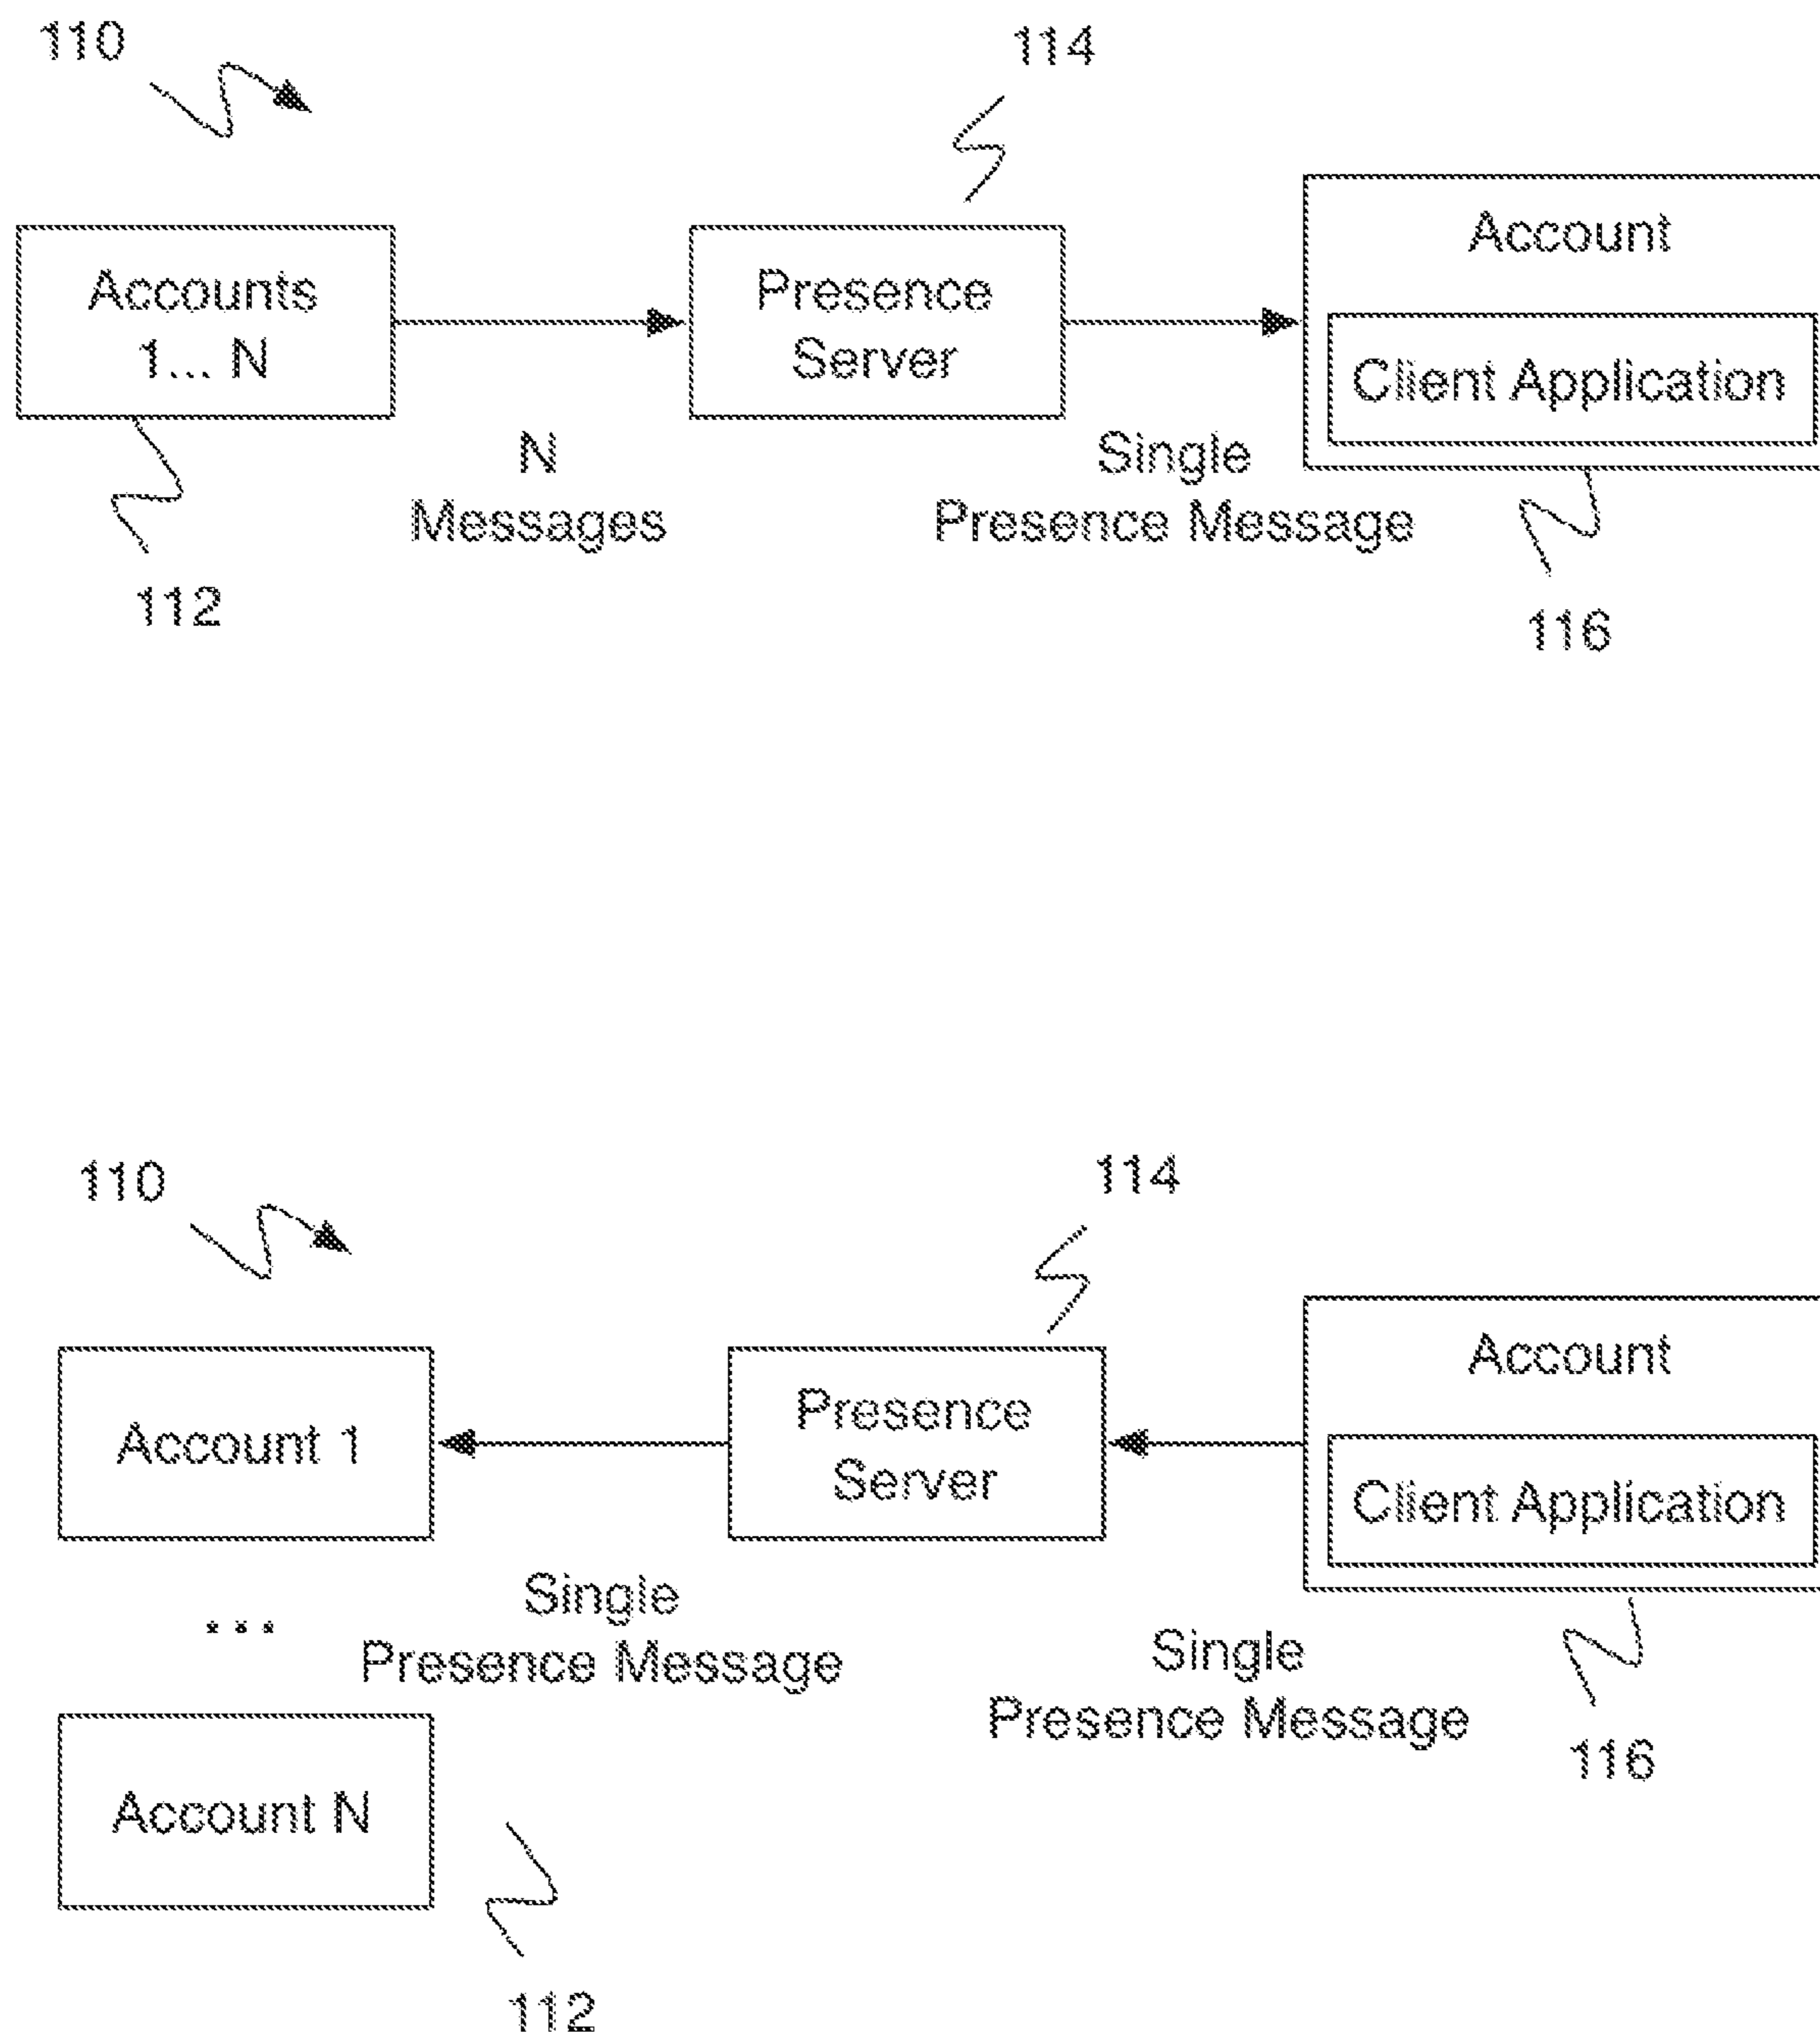 110
114
Accounts
1... N
Presence
Server
Account
Client Application
N
Messages
Single
Presence Message
112
116
110
114
Account 1
Presence
Server
Account
Client Application
...
Single
Presence Message
Single
Presence Message
Account N
116
112